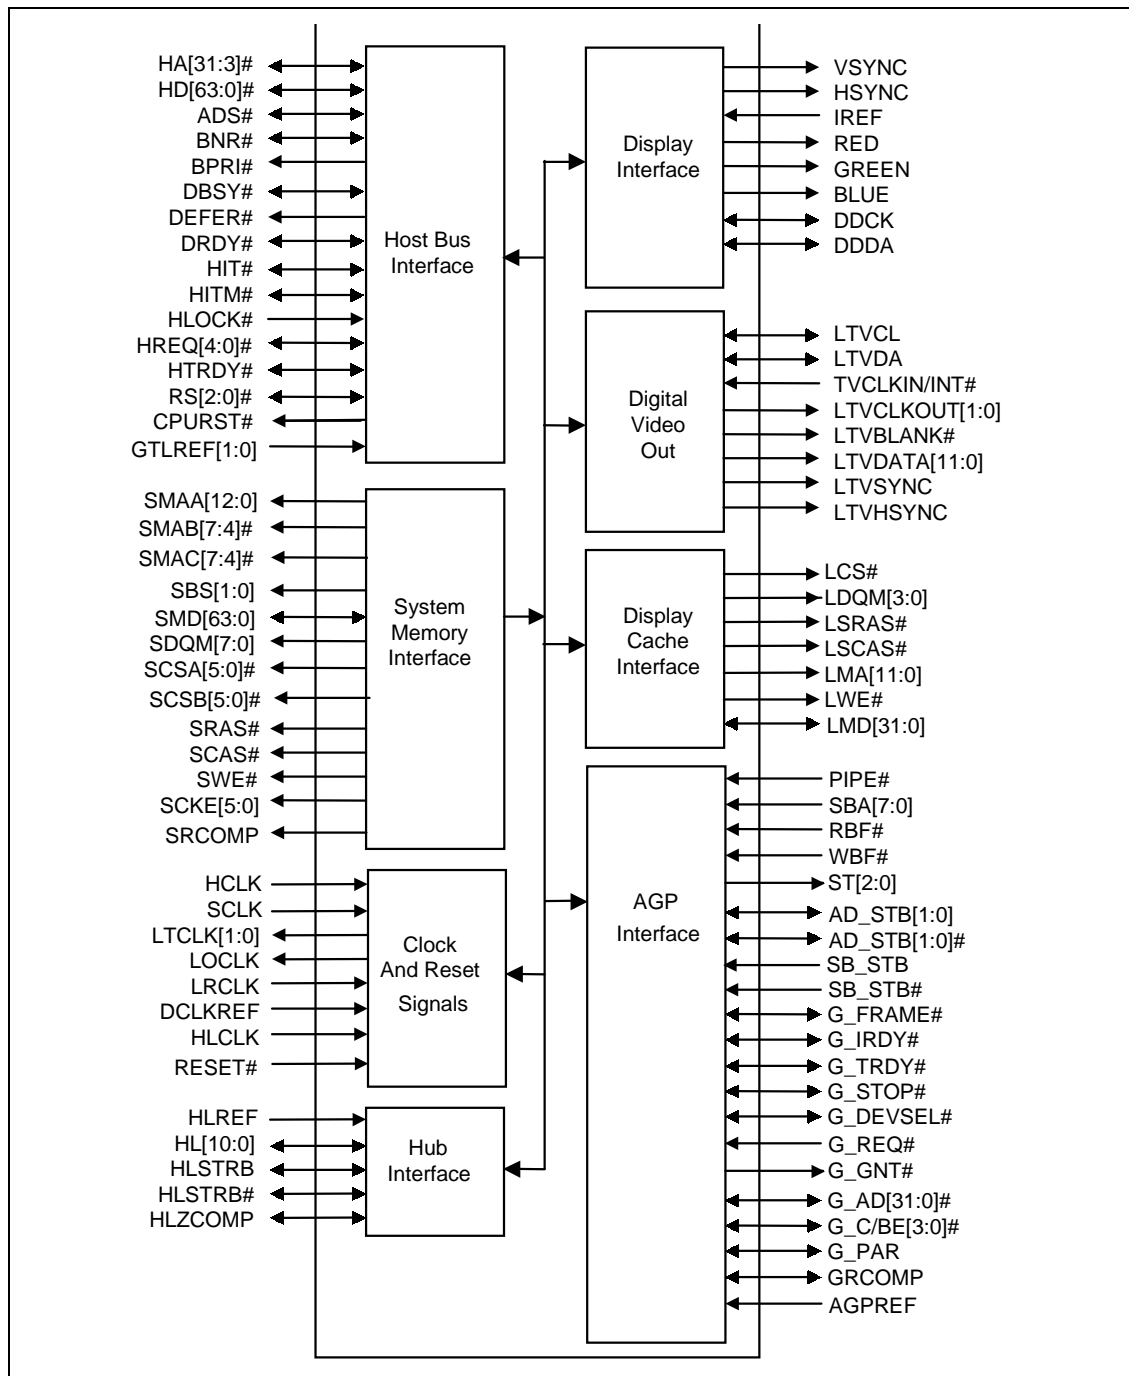 HA[31:3]#
HD[63:0]#
ADS#
BNR#
BPRI#
DBSY#
DEFER#
DRDY#
HIT#
HITM#
HLOCK#
HREQ[4:0]#
HTRDY#
RS[2:0]#
CPURST#
GTLREF[1:0]
Host Bus
Interface
SMAA[12:0]
SMAB[7:4]#
SMAC[7:4]#
SBS[1:0]
SMD[63:0]
SDQM[7:0]
SCSA[5:0]#
SCSB[5:0]#
SRAS#
SCAS#
SWE#
SCKE[5:0]
SRCOMP
System
Memory
Interface
HCLK
SCLK
LTCLK[1:0]
LOCLK
LRCLK
DCLKREF
HLCLK
RESET#
Clock
And Reset
Signals
HLREF
HL[10:0]
HLSTRB
HLSTRB#
HLZCOMP
Hub
Interface
Display
Interface
VSYNC
HSYNC
IREF
RED
GREEN
BLUE
DDCK
DDDA
Digital
Video
Out
LTVCL
LTVDA
TVCLKIN/INT#
LTVCLKOUT[1:0]
LTVBLANK#
LTVDATA[11:0]
LTVSYNC
LTVHSYNC
Display
Cache
Interface
LCS#
LDQM[3:0]
LSRAS#
LSCAS#
LMA[11:0]
LWE#
LMD[31:0]
AGP
Interface
PIPE#
SBA[7:0]
RBF#
WBF#
ST[2:0]
AD_STB[1:0]
AD_STB[1:0]#
SB_STB
SB_STB#
G_FRAME#
G_IRDY#
G_TRDY#
G_STOP#
G_DEVSEL#
G_REQ#
G_GNT#
G_AD[31:0]#
G_C/BE[3:0]#
G_PAR
GRCOMP
AGPREF